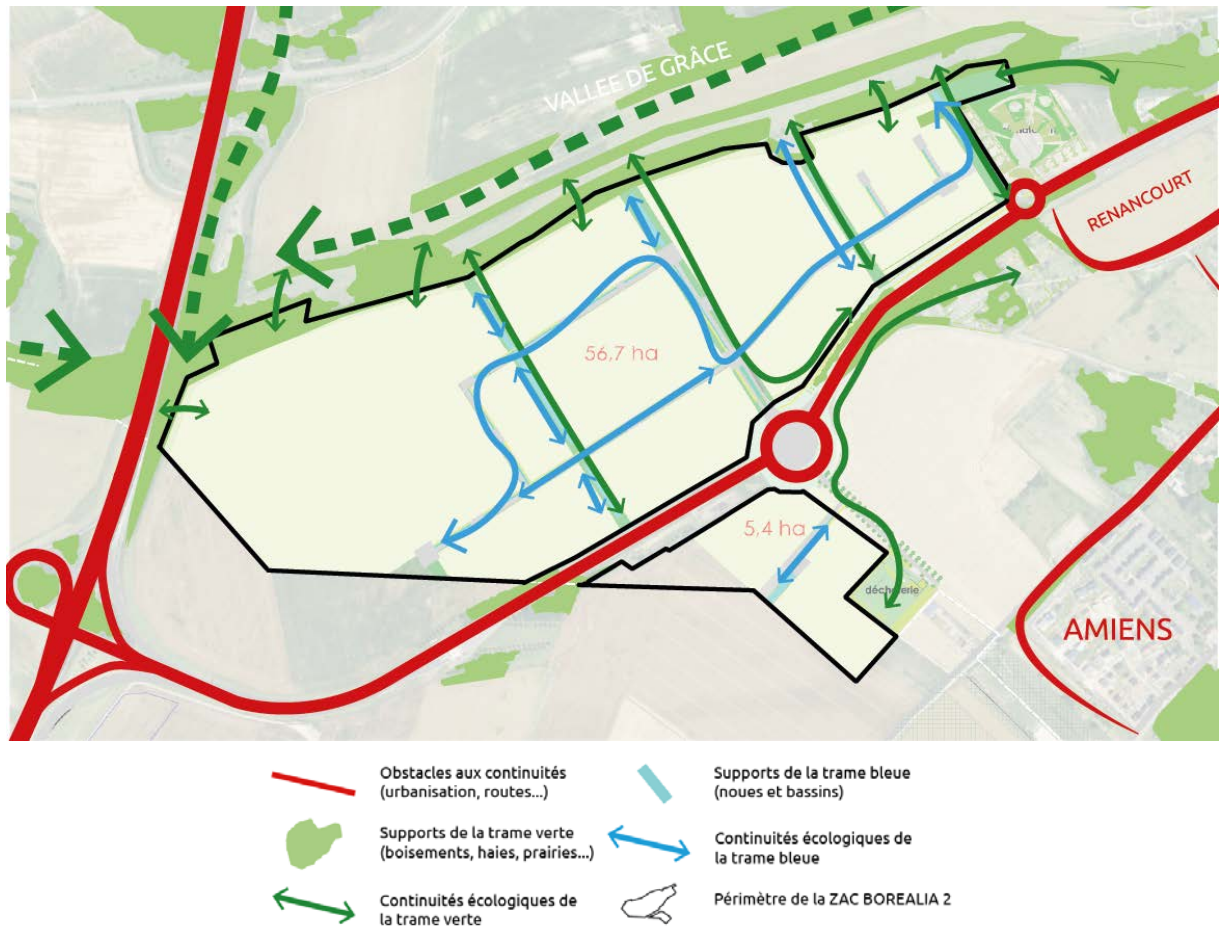 VALLEE DE GRÂCE
RENANCOURT
56,7 ha
5,4 ha
déchèterie
AMIENS
Obstacles aux continuités
(urbanisation, routes...)
Supports de la trame verte
(boisements, haies, prairies...)
Continuités écologiques de
la trame verte
Supports de la trame bleue
(noues et bassins)
Continuités écologiques de
la trame bleue
Périmètre de la ZAC BOREALIA 2